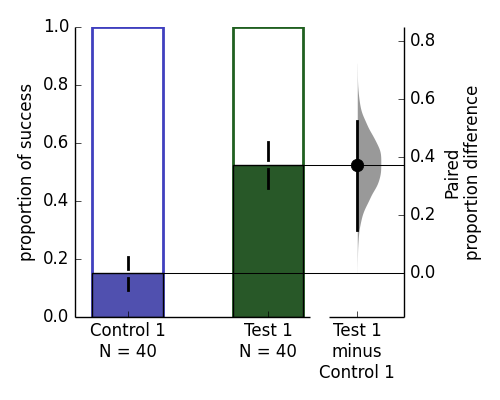 proportion of success
1.0
0.8
0.6
0.4
0.2
0.0
Control 1
N = 40
Test 1
N = 40
Test 1
minus
Control 1
0.8
0.6
0.4
0.2
0.0
Paired
proportion difference